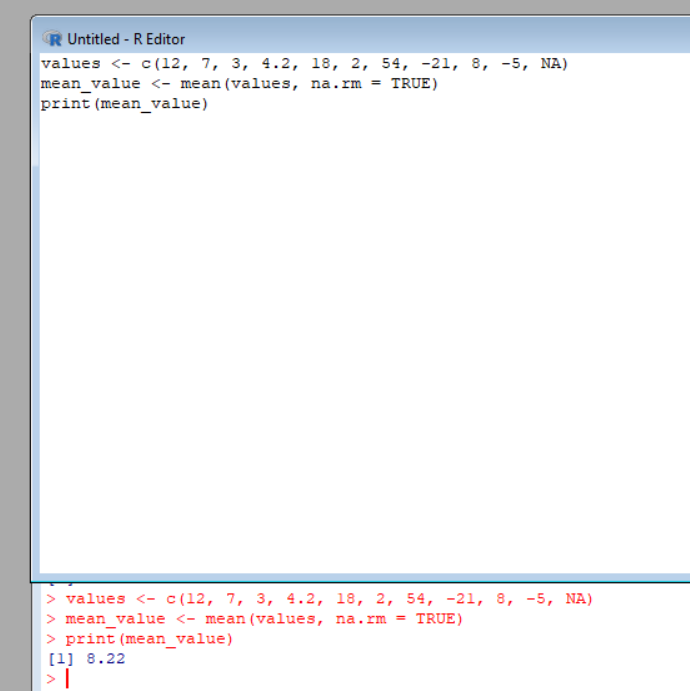 Untitled - R Editor
values <- c(12, 7, 3, 4.2, 18, 2, 54, -21, 8, -5, NA)
mean_value <- mean(values, na.rm = TRUE)
print(mean_value)
> values <- c(12, 7, 3, 4.2, 18, 2, 54, -21, 8, -5, NA)
> mean_value <- mean(values, na.rm = TRUE)
> print(mean_value)
[1] 8.22
>